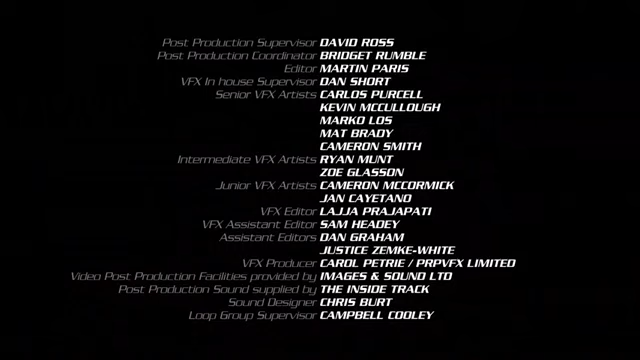 Post Production Supervisor DAVID ROSS
Post Production Coordinator BRIDGET RUMBLE
Editor MARTIN PARIS
VFX In house Supervisor DAN SHORT
Senior VFX Artists CARLOS PURCELL
KEVIN MCCULLOUGH
MARKO LOS
MAT BRADY
CAMERON SMITH
Intermediate VFX Artists RYAN MUNT
ZOE GLASSON
Junior VFX Artists CAMERON MCCORMICK
JAN CAYETANO
VFX Editor LAJJA PRAJAPATI
VFX Assistant Editor SAM HEADEY
Assistant Editors DAN GRAHAM
JUSTICE ZEMKE-WHITE
VFX Producer CAROL PETRIE / PRPVFX LIMITED
Video Post Production Facilities provided by IMAGES & SOUND LTD
Post Production Sound supplied by THE INSIDE TRACK
Sound Designer CHRIS BURT
Loop Group Supervisor CAMPBELL COOLEY